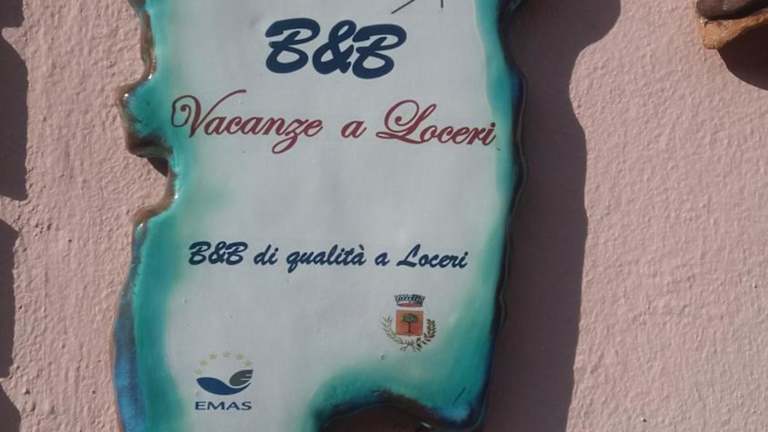 B&B
Vacanze a Loceri
B&B di qualità a Loceri
EMAS